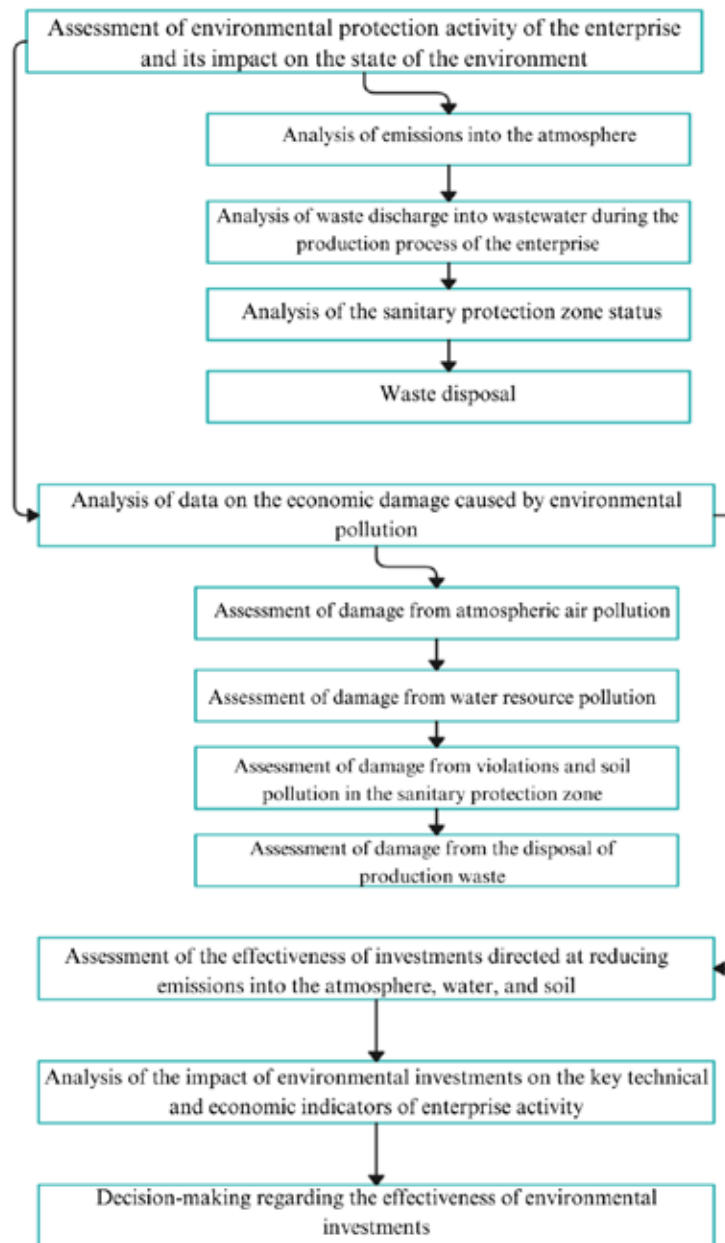 Assessment of environmental protection activity of the enterprise
and its impact on the state of the environment
Analysis of emissions into the atmosphere
Analysis of waste discharge into wastewater during the
production process of the enterprise
Analysis of the sanitary protection zone status
Waste disposal
Analysis of data on the economic damage caused by environmental
pollution
Assessment of damage from atmospheric air pollution
Assessment of damage from water resource pollution
Assessment of damage from violations and soil
pollution in the sanitary protection zone
Assessment of damage from the disposal of
production waste
Assessment of the effectiveness of investments directed at reducing
emissions into the atmosphere, water, and soil
Analysis of the impact of environmental investments on the key technical
and economic indicators of enterprise activity
Decision-making regarding the effectiveness of environmental
investments